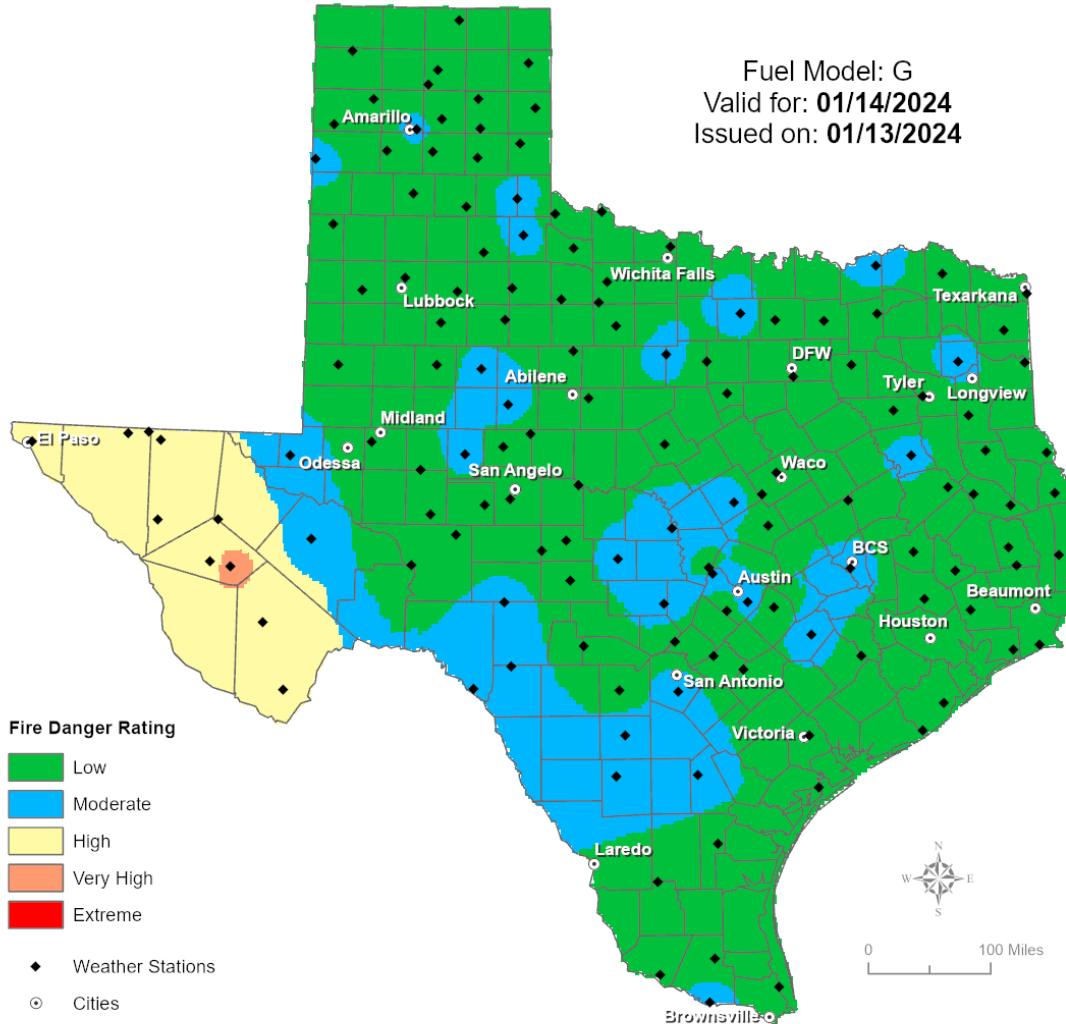 Fuel Model: G
Valid for: 01/14/2024
Issued on: 01/13/2024
Amarillo
Wichita Falls
Lubbock
Texarkana
DFW
Abilene
Tyler
Longview
Midland
El Paso
Odessa
San Angelo
Waco
BCS
Austin
Beaumont
Houston
San Antonio
Victoria
Laredo
Brownsville
Fire Danger Rating
Low
Moderate
High
Very High
Extreme
Weather Stations
Cities
N
W E
S
0 100 Miles